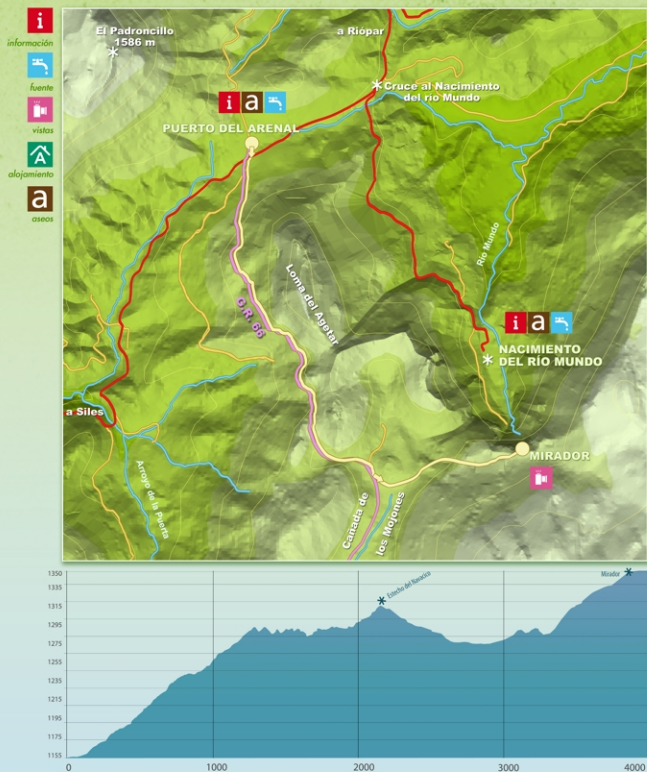 i
información
fuente
vistas
A
alojamiento
a
aseos
El Padroncillo
1586 m
a Riópar
Cruce al Nacimiento
del río Mundo
i a
PUERTO DEL ARENAL
Río Mundo
Loma del Agetar
G.R. 66
i a
NACIMIENTO
DEL RÍO MUNDO
a Siles
MIRADOR
Arroyo de la Puerta
Cañada de
los Mojones
1350
1335
1315
1295
1275
1255
1235
1215
1195
1175
1155
Mirador
0
1000
2000
3000
4000